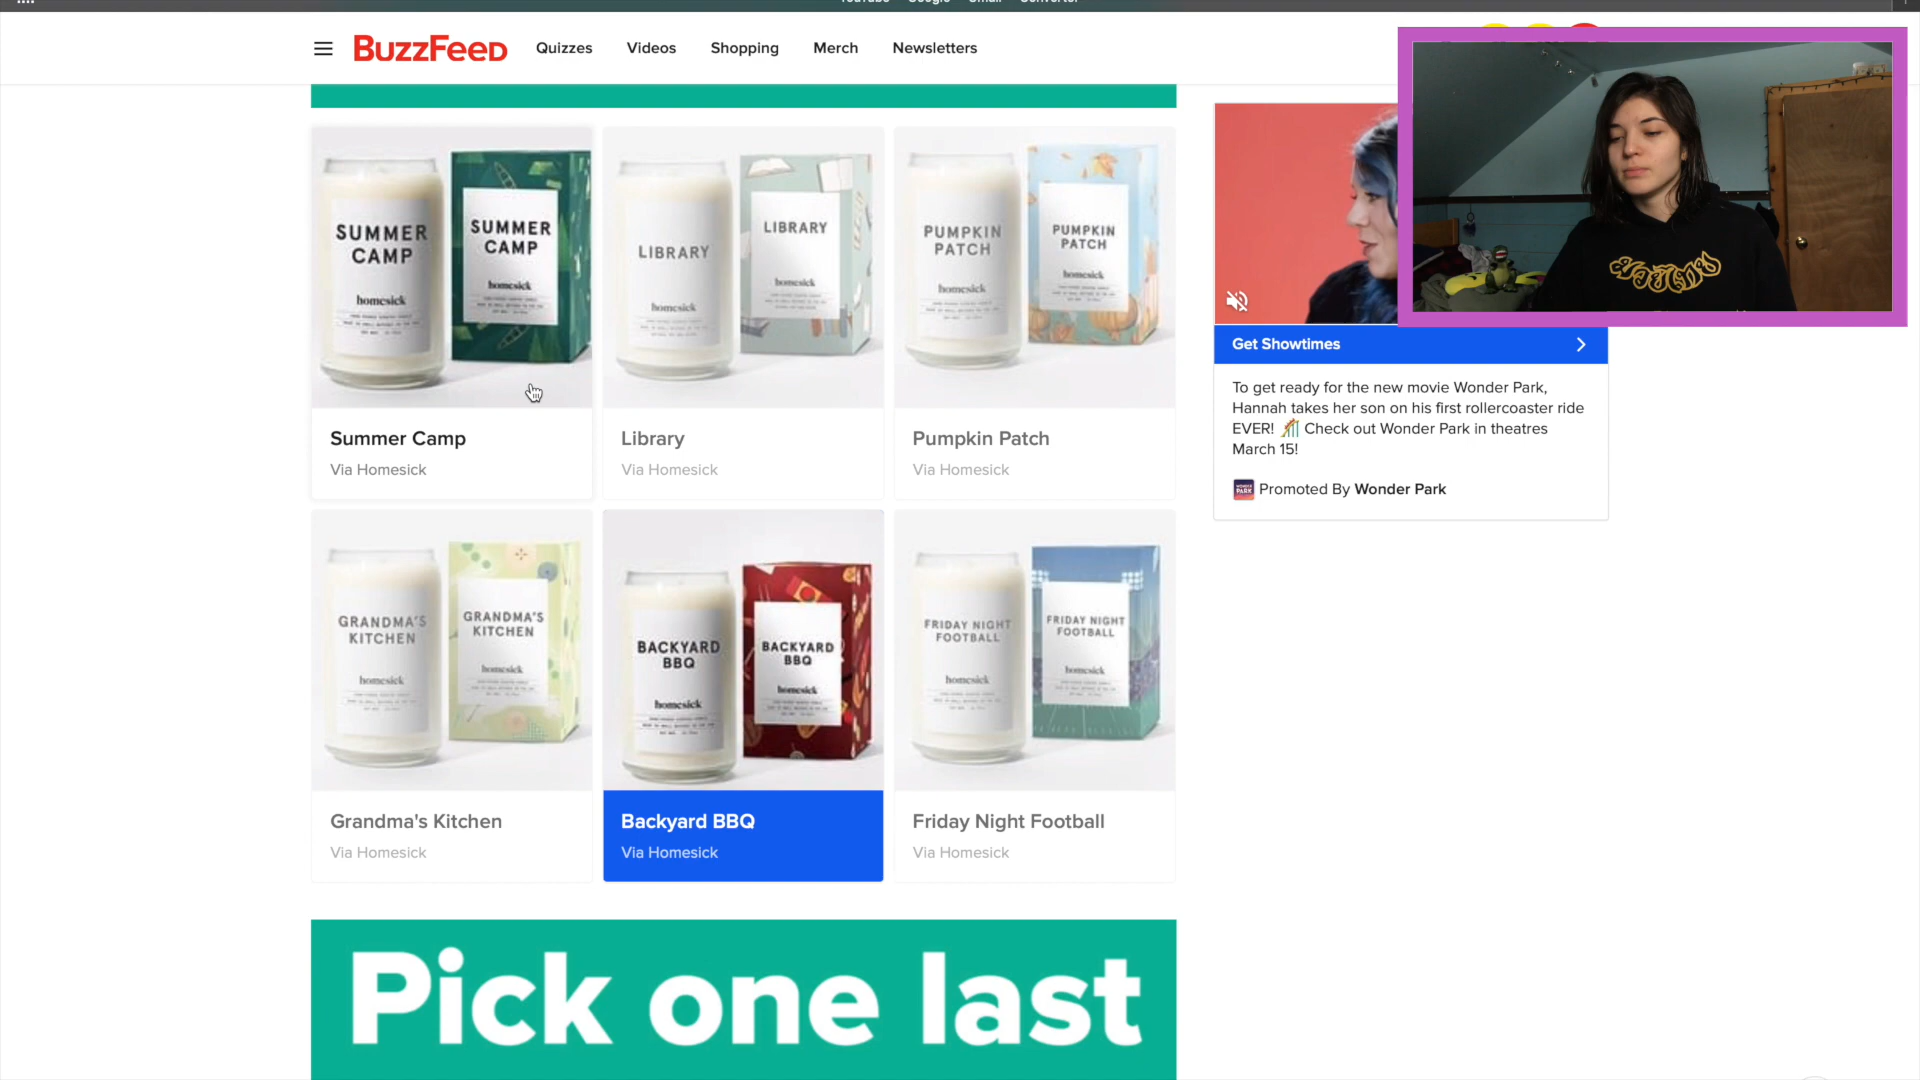 BuzzFeed
Quizzes
Videos
Shopping
Merch
Newsletters
SUMMER
CAMP
homesick
SUMMER
CAMP
homesick
LIBRARY
homesick
LIBRARY
homesick
PUMPKIN
PATCH
homesick
PUMPKIN
PATCH
homesick
Summer Camp
Via Homesick
Library
Via Homesick
Pumpkin Patch
Via Homesick
Get Showtimes
To get ready for the new movie Wonder Park,
Hannah takes her son on his first rollercoaster ride
EVER! 🎢 Check out Wonder Park in theatres
March 15!
Promoted By Wonder Park
GRANDMA'S
KITCHEN
homesick
GRANDMA'S
KITCHEN
homesick
BACKYARD
BBQ
homesick
BACKYARD
BBQ
homesick
FRIDAY NIGHT
FOOTBALL
homesick
FRIDAY NIGHT
FOOTBALL
homesick
Grandma's Kitchen
Via Homesick
Backyard BBQ
Via Homesick
Friday Night Football
Via Homesick
Pick one last